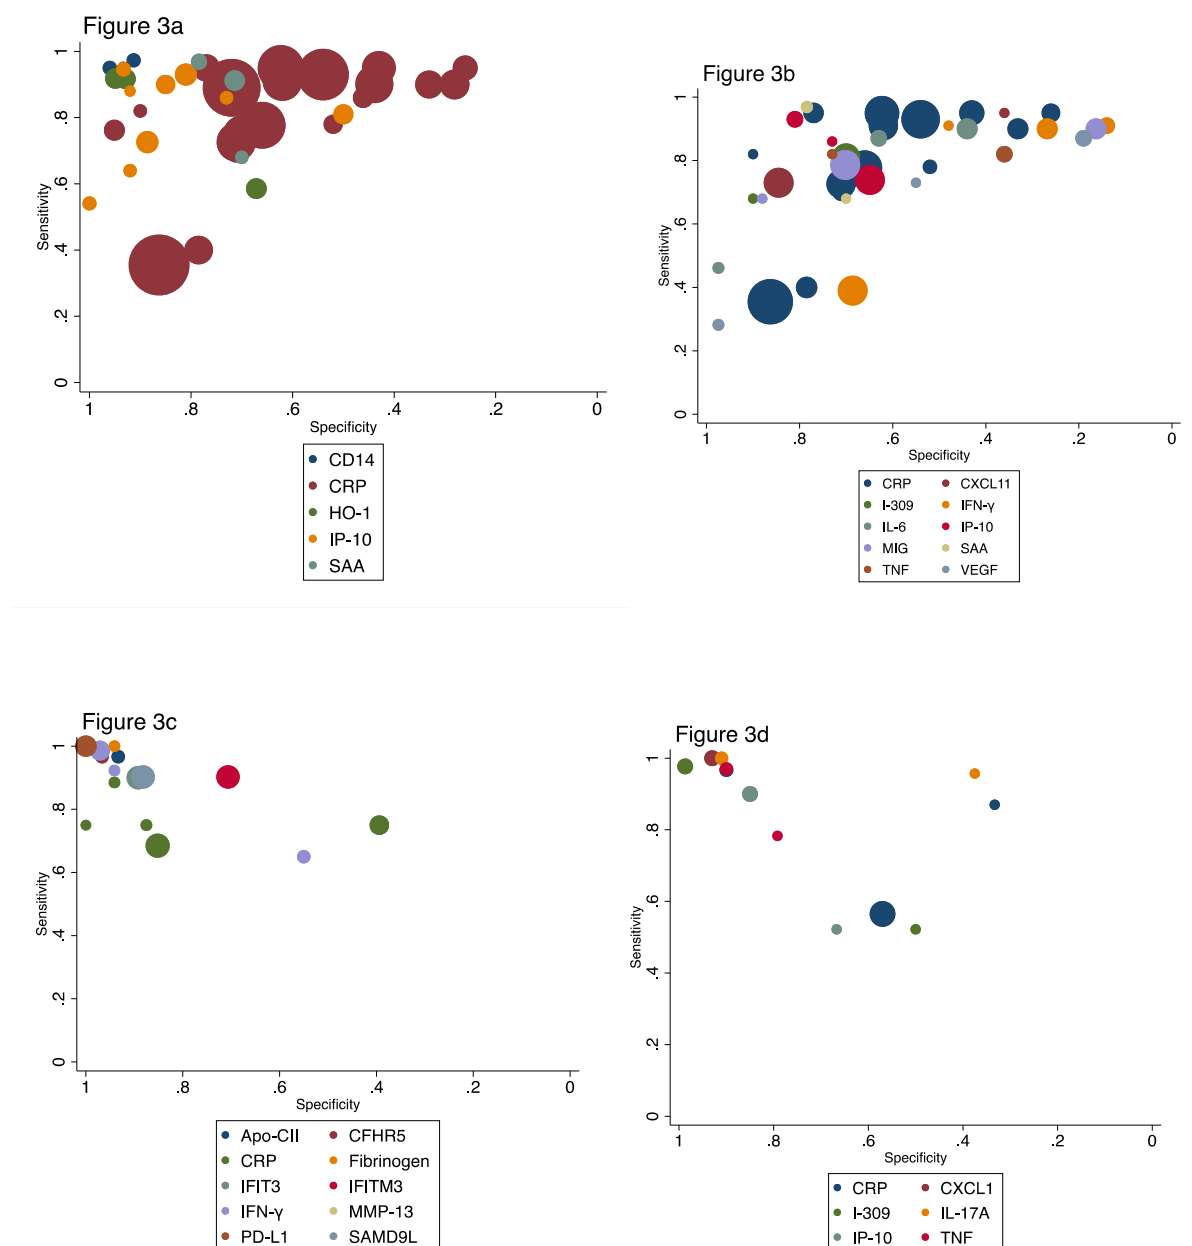 Figure 3a
1
.8
.6
.4
.2
0
Sensitivity
1 .8 .6 .4 .2 0
Specificity
CD14
CRP
HO-1
IP-10
SAA
Figure 3b
1
.8
.6
.4
.2
0
Sensitivity
1 .8 .6 .4 .2 0
Specificity
CRP CXCL11
I-309 IFN-γ
IL-6 IP-10
MIG SAA
TNF VEGF
Figure 3c
1
.8
.6
.4
.2
0
Sensitivity
1 .8 .6 .4 .2 0
Specificity
Apo-CII CFHR5
CRP Fibrinogen
IFIT3 IFITM3
IFN-γ MMP-13
PD-L1 SAMD9L
Figure 3d
1
.8
.6
.4
.2
0
Sensitivity
1 .8 .6 .4 .2 0
Specificity
CRP CXCL1
I-309 IL-17A
IP-10 TNF